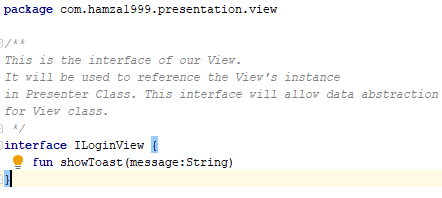 package com.hamza1999.presentation.view
/**
This is the interface of our View.
It will be used to reference the View's instance
in Presenter Class. This interface will allow data abstraction
for View class.
*/
interface ILoginView {
fun showToast(message:String)
}